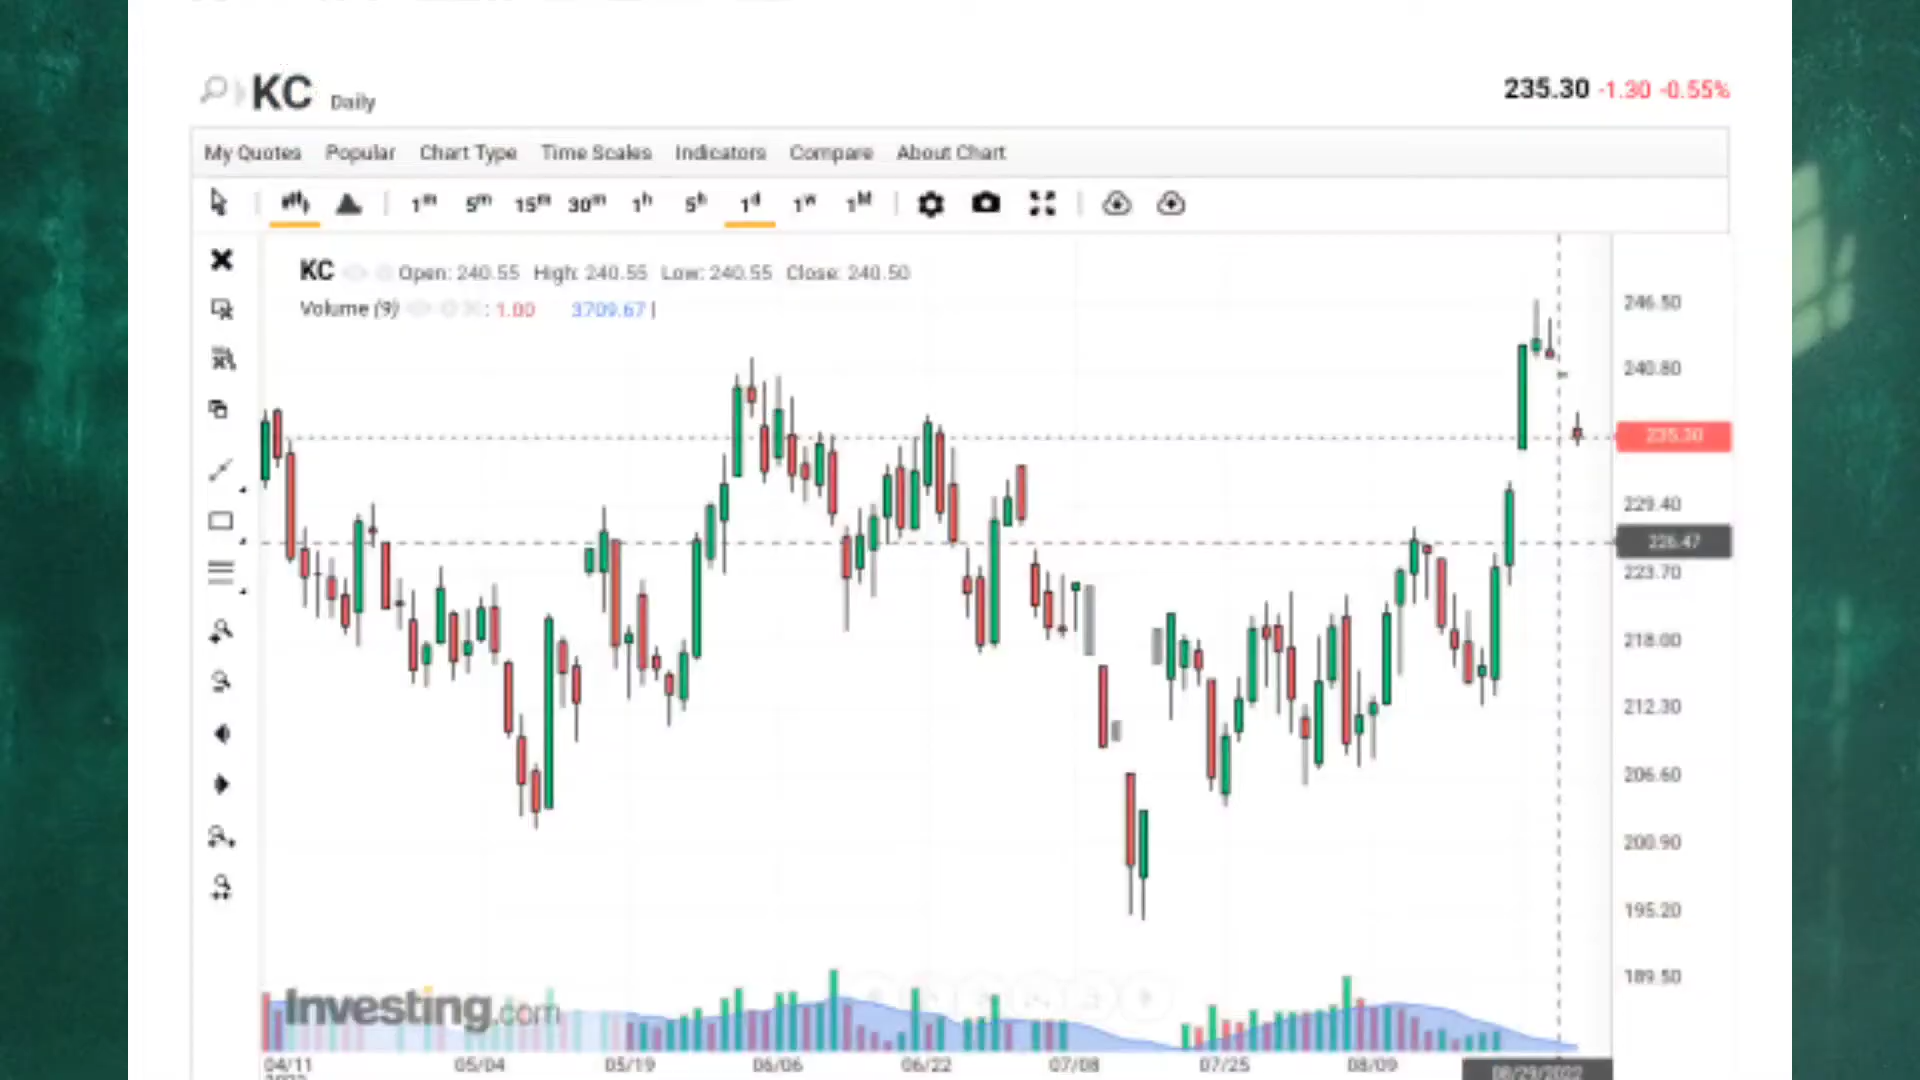 KC Daily
235.30 -1.30 -0.55%
My Quotes Popular Chart Type Time Scales Indicators Compare About Chart
1m 5m 15m 30m 1h 5h 1d 1w 1M
KC Open: 240.55 High: 240.55 Low: 240.55 Close: 240.50
Volume (9) : 1.00 3709.67
246.50
240.80
235.30
229.40
226.47
223.70
218.00
212.30
206.60
200.90
195.20
189.50
Investing.com
04/11 05/04 05/19 06/06 06/22 07/08 07/25 08/09 08/29/2022